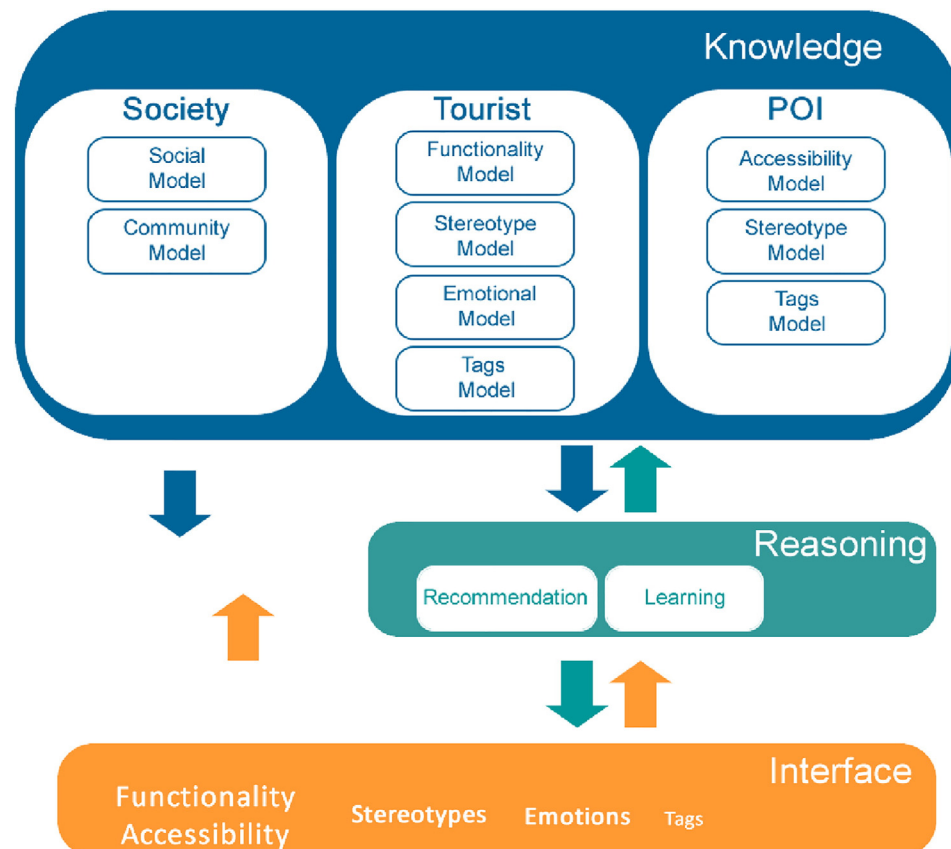 Knowledge
Society
Social
Model
Community
Model
Tourist
Functionality
Model
Stereotype
Model
Emotional
Model
Tags
Model
POI
Accessibility
Model
Stereotype
Model
Tags
Model
Reasoning
Recommendation
Learning
Interface
Functionality
Accessibility
Stereotypes
Emotions
Tags